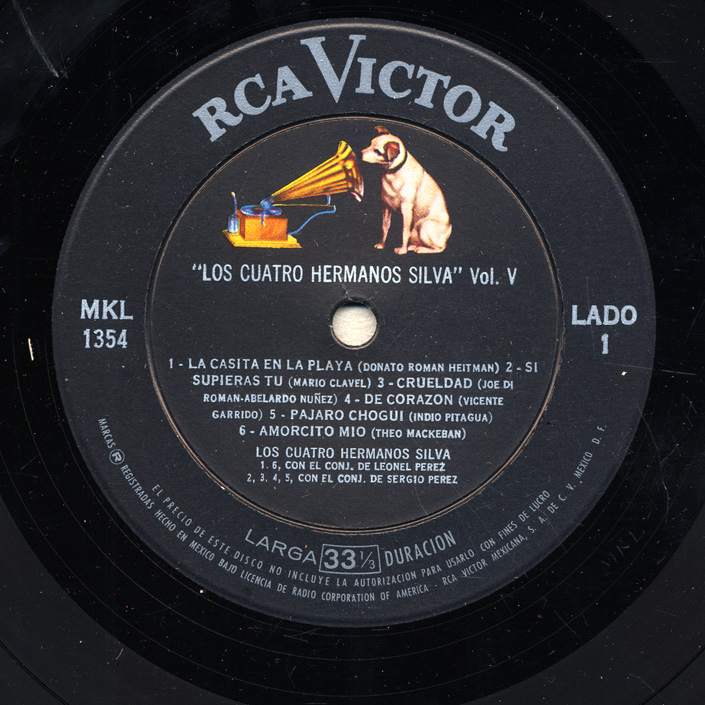 RCA VICTOR
"LOS CUATRO HERMANOS SILVA" Vol. V
MKL
1354
LADO
1
1 - LA CASITA EN LA PLAYA (DONATO ROMAN HEITMAN) 2 - SI
SUPIERAS TU (MARIO CLAVEL) 3 - CRUELDAD (JOE DI
ROMAN-ABELARDO NUÑEZ) 4 - DE CORAZON (VICENTE
GARRIDO) 5 - PAJARO CHOGUI (INDIO PITAGUA)
6 - AMORCITO MIO (THEO MACKEBAN)
LOS CUATRO HERMANOS SILVA
1. 6, CON EL CONJ. DE LEONEL PEREZ
2, 3, 4, 5, CON EL CONJ. DE SERGIO PEREZ
LARGA 33 1/3 DURACION
EL PRECIO DE ESTE DISCO NO INCLUYE LA AUTORIZACION PARA USARLO CON FINES DE LUCRO
MARCAS ® REGISTRADAS HECHO EN MEXICO BAJO LICENCIA DE RADIO CORPORATION OF AMERICA - RCA VICTOR MEXICANA, S. A. DE C. V., MEXICO D. F.